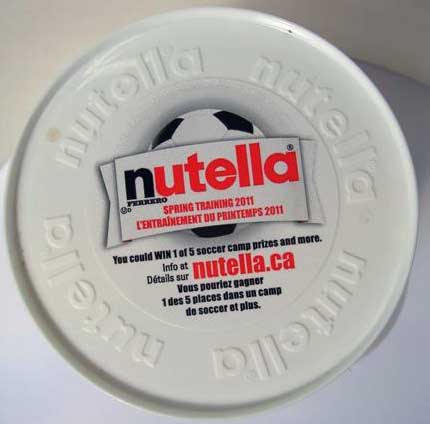 nutella
nutella
nutella®
FERRERO
SPRING TRAINING 2011
L'ENTRAÎNEMENT DU PRINTEMPS 2011
You could WIN 1 of 5 soccer camp prizes and more.
Info at
Détails sur
nutella.ca
Vous pouriez gagner
1 des 5 places dans un camp
de soccer et plus.
nutella
nutella
nutella